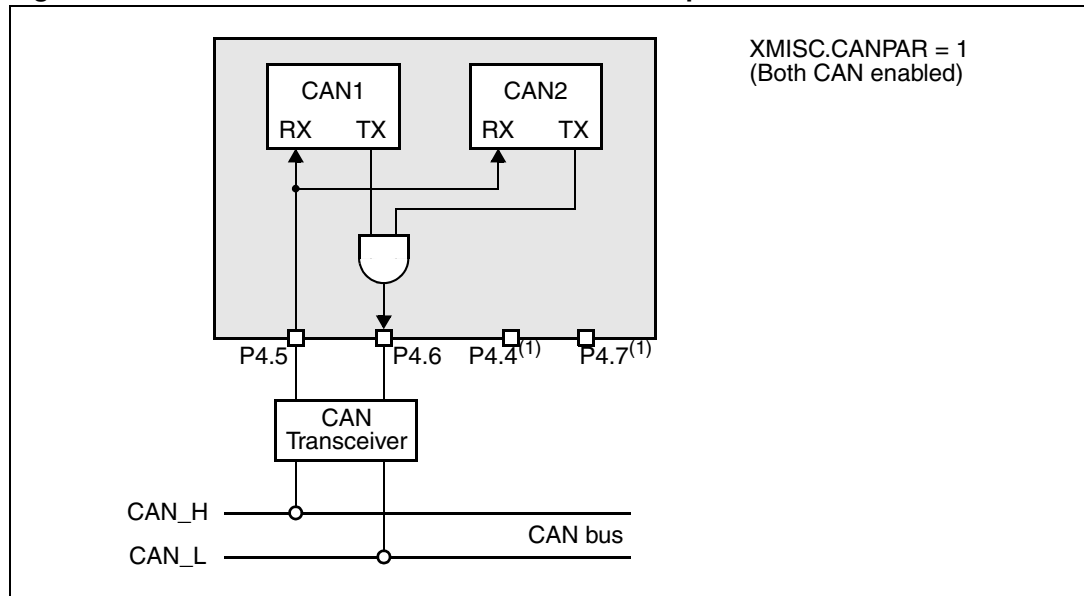 XMISC.CANPAR = 1
(Both CAN enabled)
CAN1
RX TX
CAN2
RX TX
P4.5
P4.6
P4.4(1)
P4.7(1)
CAN
Transceiver
CAN_H
CAN bus
CAN_L